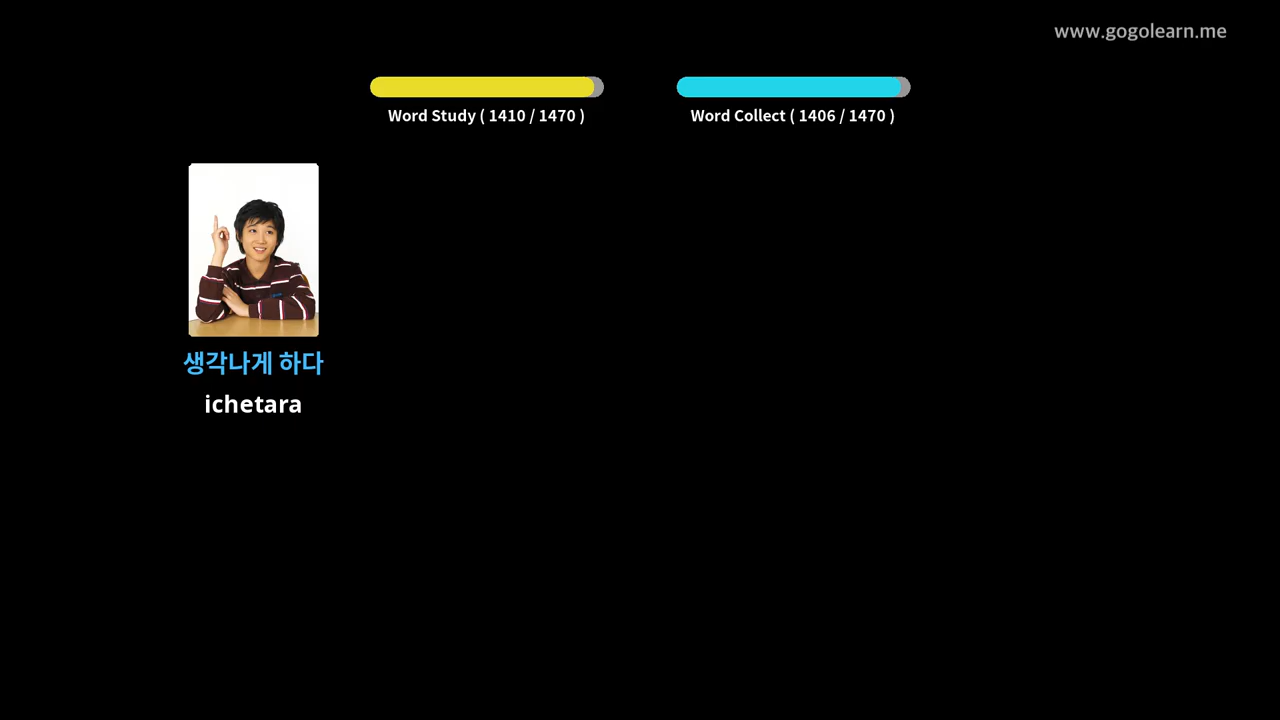 www.gogolearn.me
Word Study ( 1410 / 1470 )
Word Collect ( 1406 / 1470 )
생각나게 하다
ichetara